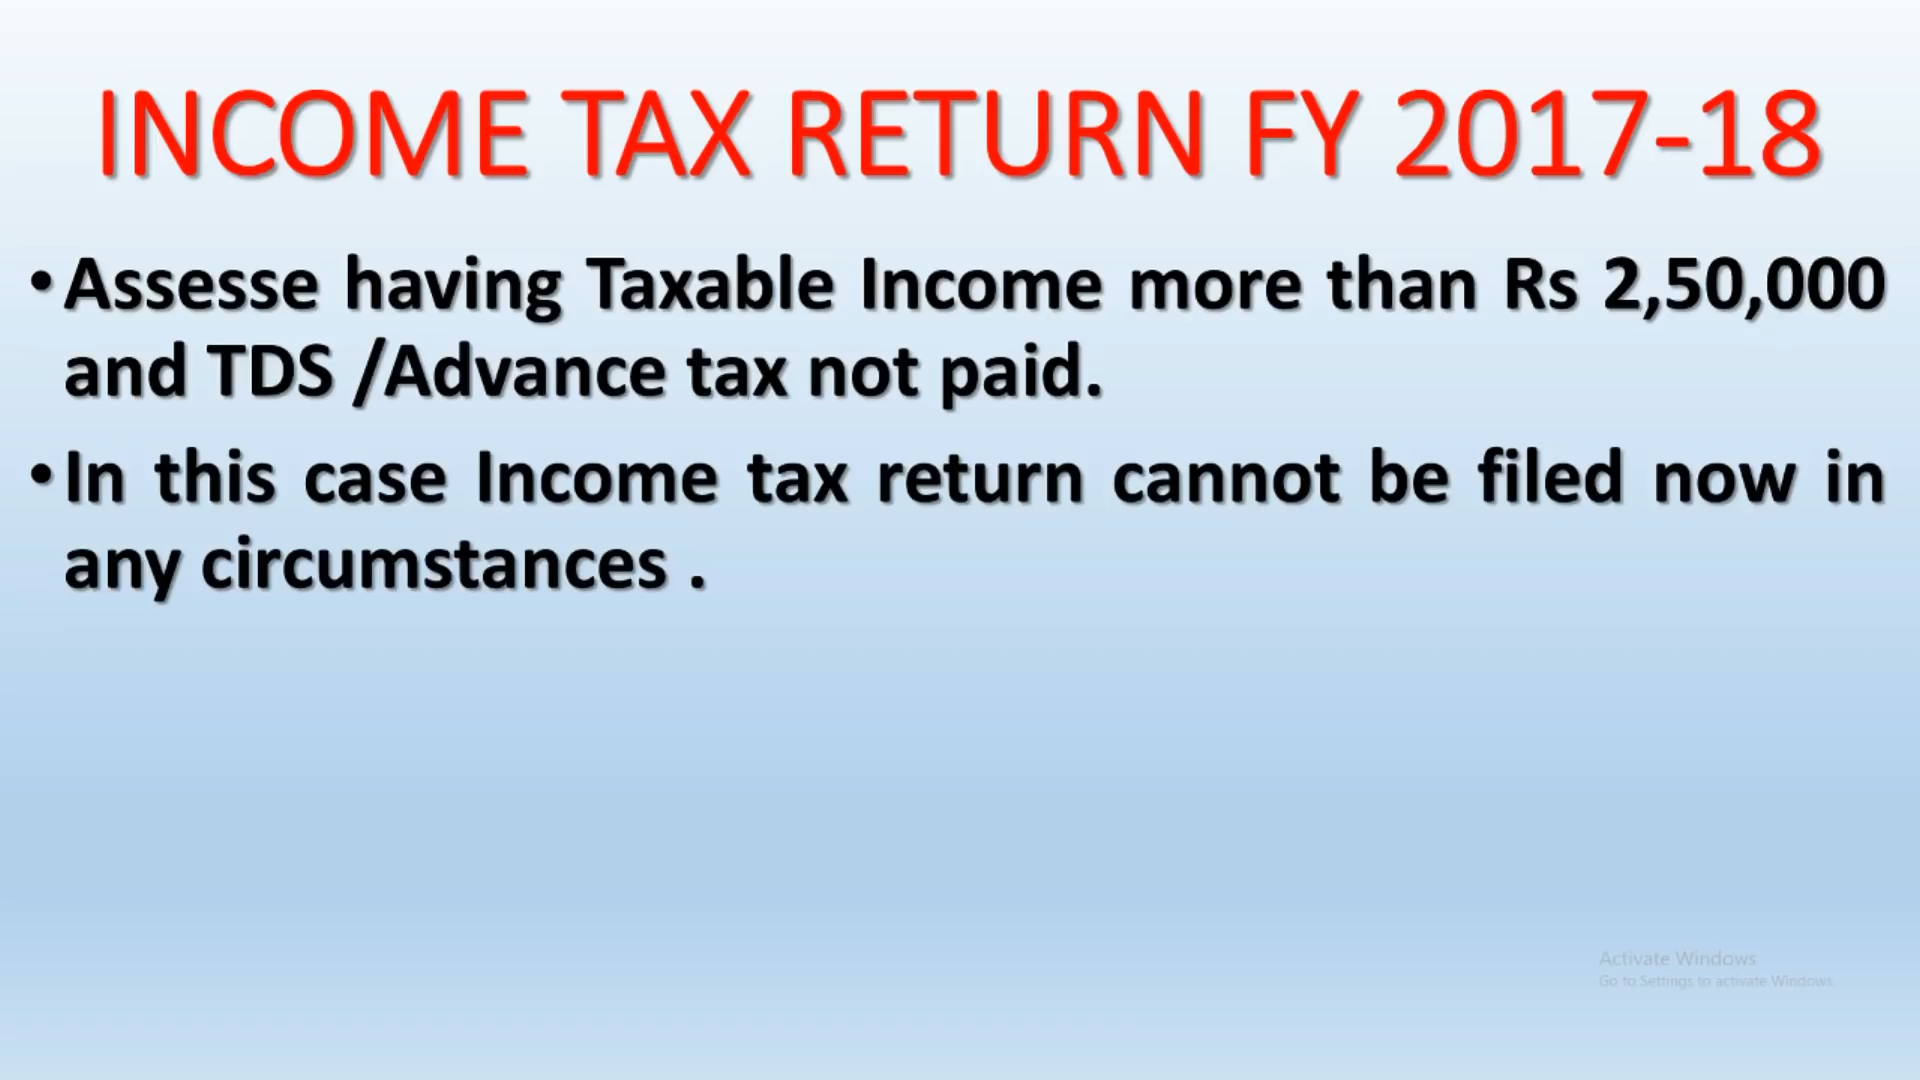 INCOME TAX RETURN FY 2017-18
• Assesse having Taxable Income more than Rs 2,50,000
and TDS /Advance tax not paid.
• In this case Income tax return cannot be filed now in
any circumstances .
Activate Windows
Go to Settings to activate Windows.